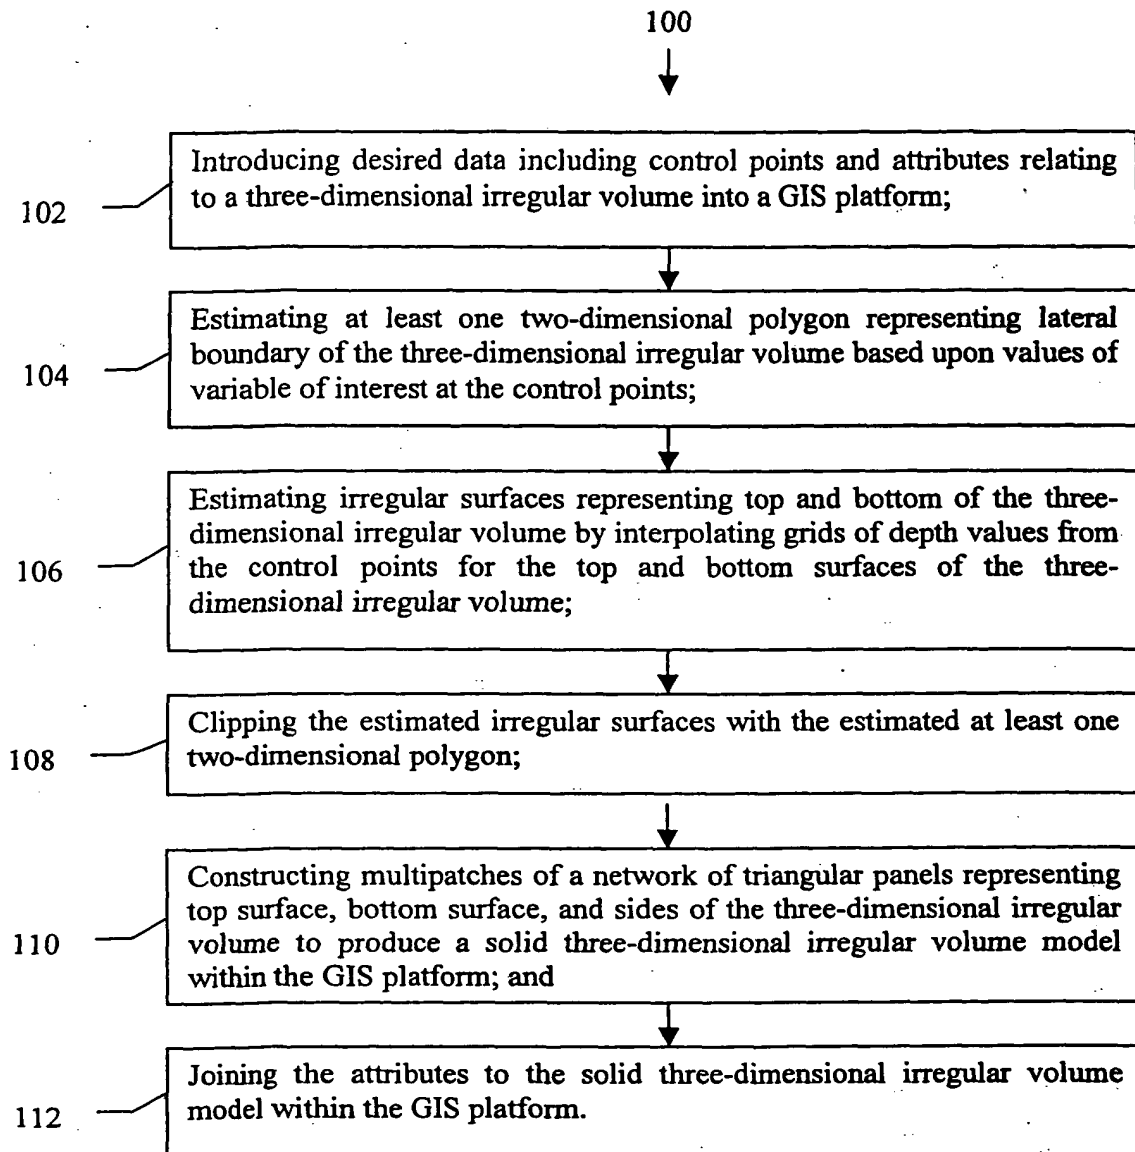 100
Introducing desired data including control points and attributes relating
to a three-dimensional irregular volume into a GIS platform;
102
Estimating at least one two-dimensional polygon representing lateral
boundary of the three-dimensional irregular volume based upon values of
variable of interest at the control points;
104
Estimating irregular surfaces representing top and bottom of the three-
dimensional irregular volume by interpolating grids of depth values from
the control points for the top and bottom surfaces of the three-
dimensional irregular volume;
106
Clipping the estimated irregular surfaces with the estimated at least one
two-dimensional polygon;
108
Constructing multipatches of a network of triangular panels representing
top surface, bottom surface, and sides of the three-dimensional irregular
volume to produce a solid three-dimensional irregular volume model
within the GIS platform; and
110
Joining the attributes to the solid three-dimensional irregular volume
model within the GIS platform.
112